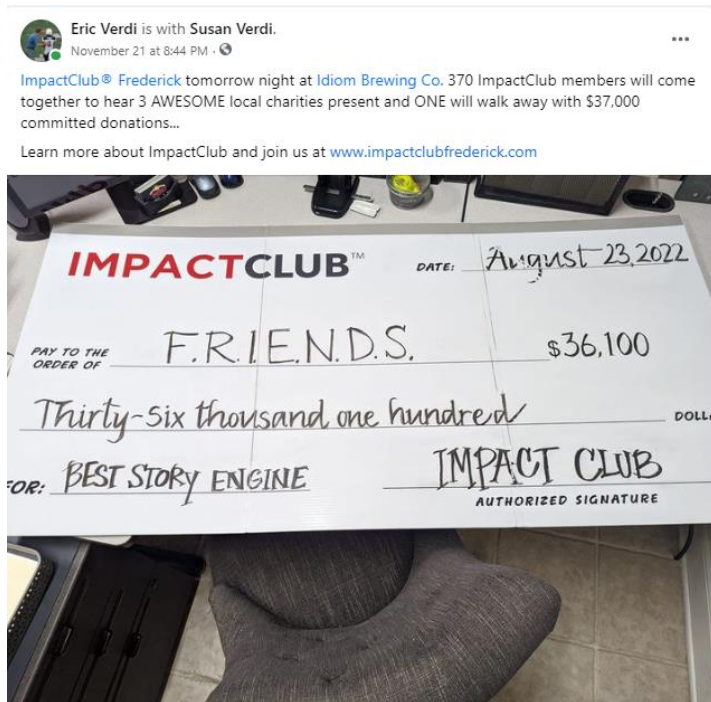 Eric Verdi is with Susan Verdi.
November 21 at 8:44 PM ·
ImpactClub® Frederick tomorrow night at Idiom Brewing Co. 370 ImpactClub members will come
together to hear 3 AWESOME local charities present and ONE will walk away with $37,000
committed donations...
Learn more about ImpactClub and join us at www.impactclubfrederick.com
IMPACTCLUB™
DATE: August 23, 2022
PAY TO THE
ORDER OF F.R.I.E.N.D.S. $36,100
Thirty-six thousand one hundred DOLL
FOR: BEST STORY ENGINE IMPACT CLUB
AUTHORIZED SIGNATURE